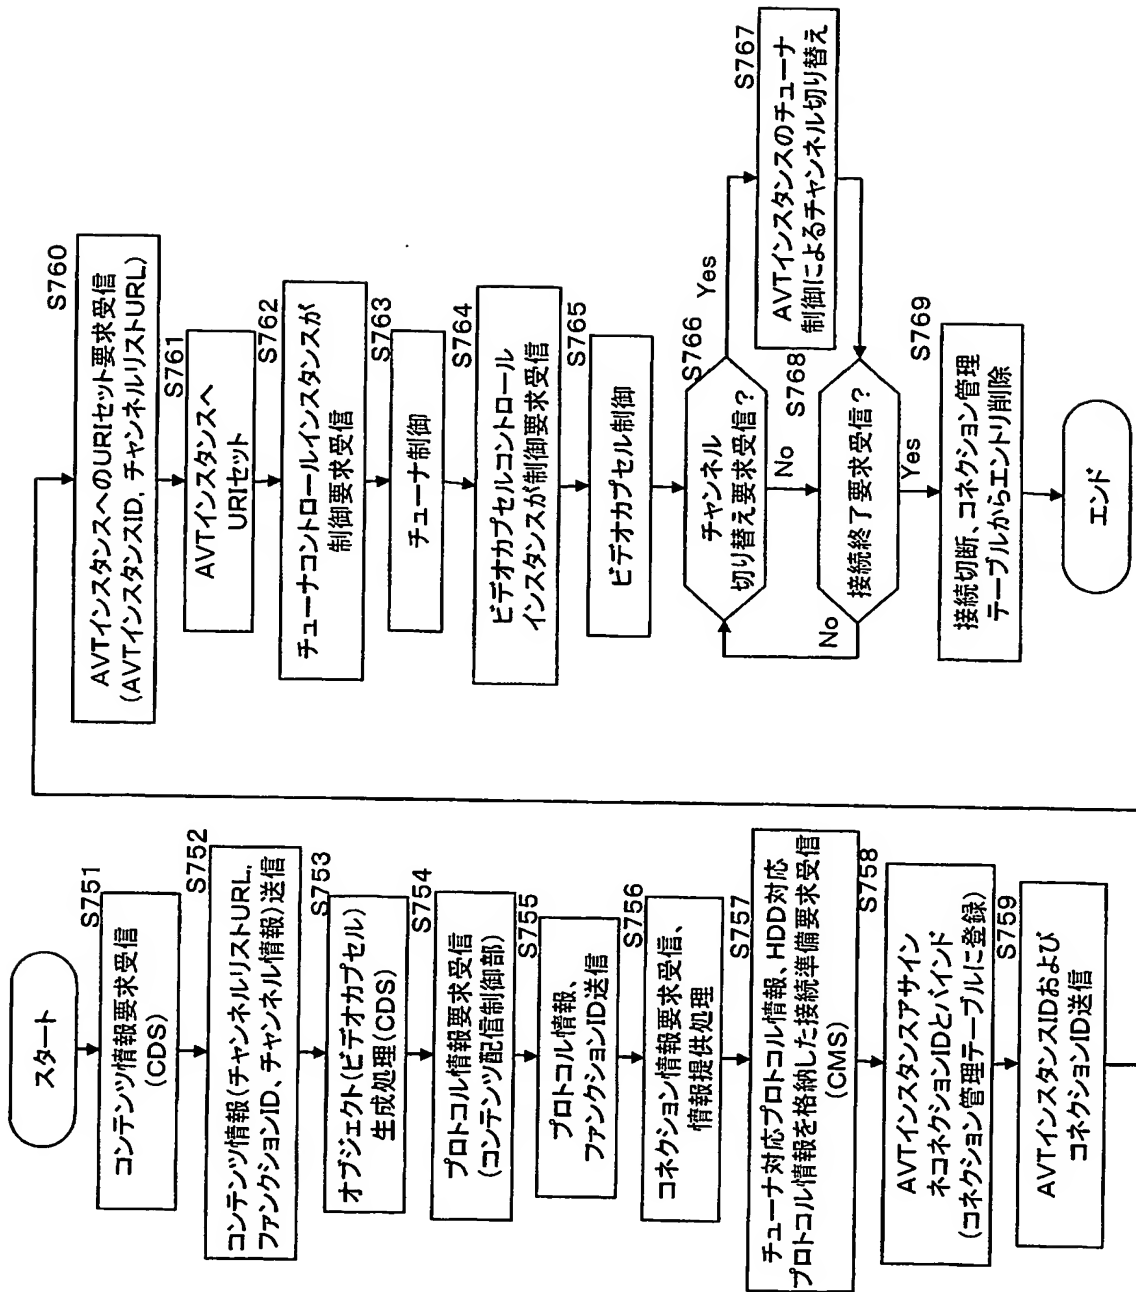 スタート
S751
コンテンツ情報要求受信
(CDS)
S752
コンテンツ情報(チャンネルリストURL,
ファンクションID、チャンネル情報)送信
S753
オブジェクト(ビデオカプセル)
生成処理(CDS)
S754
プロトコル情報要求受信
(コンテンツ配信制御部)
S755
プロトコル情報、
ファンクションID送信
S756
コネクション情報要求受信、
情報提供処理
S757
チューナ対応プロトコル情報、HDD対応
プロトコル情報を格納した接続準備要求受信
(CMS)
S758
AVTインスタンスアサイン
ネコネクションIDとバインド
(コネクション管理テーブルに登録)
S759
AVTインスタンスIDおよび
コネクションID送信
S760
AVTインスタンスへのURIセット要求受信
(AVTインスタンスID,チャンネルリストURL)
S761
AVTインスタンスへ
URIセット
S762
チューナコントロールインスタンスが
制御要求受信
S763
チューナ制御
S764
ビデオカプセルコントロール
インスタンスが制御要求受信
S765
ビデオカプセル制御
S766
チャンネル
切り替え要求受信?
Yes
No
S767
AVTインスタンスのチューナ
制御によるチャンネル切り替え
S768
接続終了要求受信?
No
Yes
S769
接続切断、コネクション管理
テーブルからエントリ削除
エンド